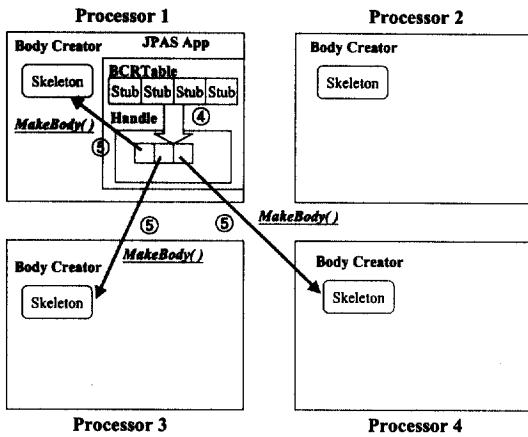 Processor 1
Processor 2
JPAS App
Body Creator
Skeleton
BCRTable
Stub Stub Stub Stub
④
Handle
MakeBody( )
⑤
Body Creator
Skeleton
⑤
⑤
MakeBody( )
MakeBody( )
Body Creator
Skeleton
Body Creator
Skeleton
Processor 3
Processor 4